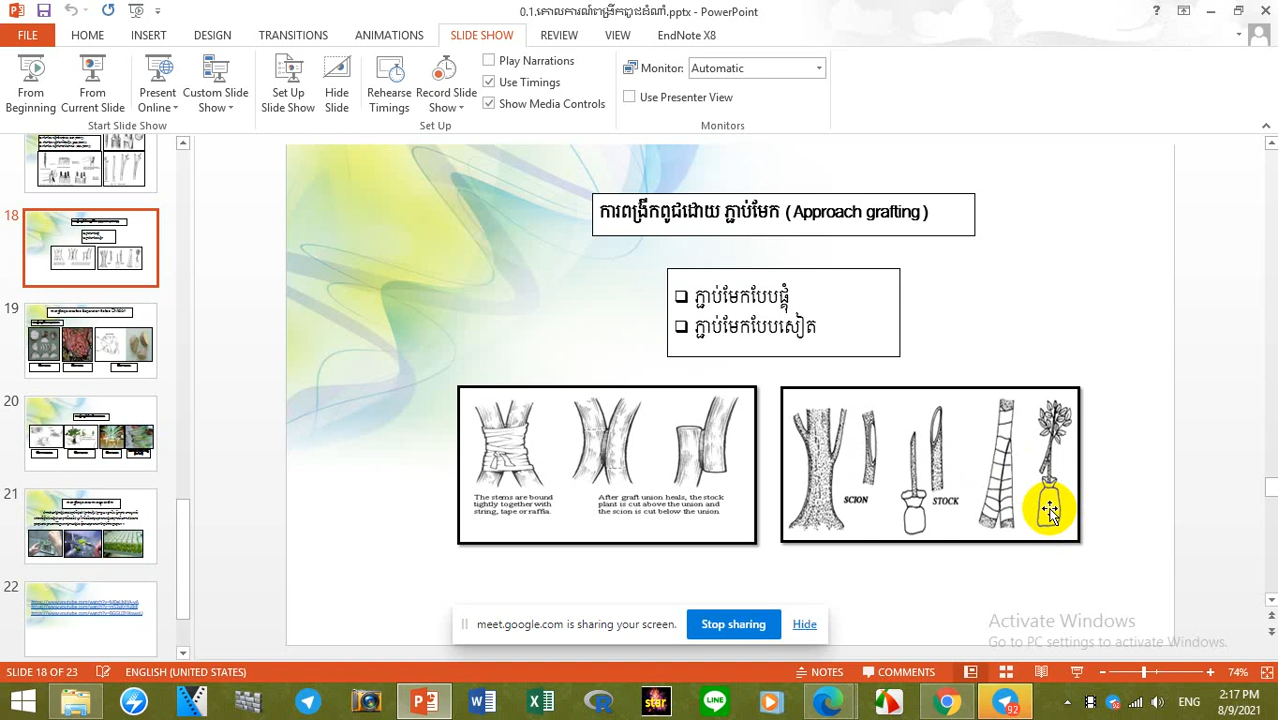 0.1.គោលការណ៍ពង្រីកពូជដំណាំ.pptx - PowerPoint
FILE HOME INSERT DESIGN TRANSITIONS ANIMATIONS SLIDE SHOW REVIEW VIEW EndNote X8
Play Narrations
Monitor: Automatic
Use Timings
Use Presenter View
Show Media Controls
From Beginning
From Current Slide
Present Online
Custom Slide Show
Set Up Slide Show
Hide Slide
Rehearse Timings
Record Slide Show
Start Slide Show
Set Up
Monitors
18
19
20
21
22
ការពង្រីកពូជដោយ ភ្ជាប់មែក (Approach grafting)
ភ្ជាប់មែកបែបផ្គុំ
ភ្ជាប់មែកបែបសៀត
The stems are bound
tightly together with
string, tape or raffia.
After graft union heals, the stock
plant is cut above the union and
the scion is cut below the union.
SCION
STOCK
meet.google.com is sharing your screen. Stop sharing Hide
Activate Windows
Go to PC settings to activate Windows.
SLIDE 18 OF 23 ENGLISH (UNITED STATES) NOTES COMMENTS 74%
star
LINE
92
ENG
2:17 PM
8/9/2021